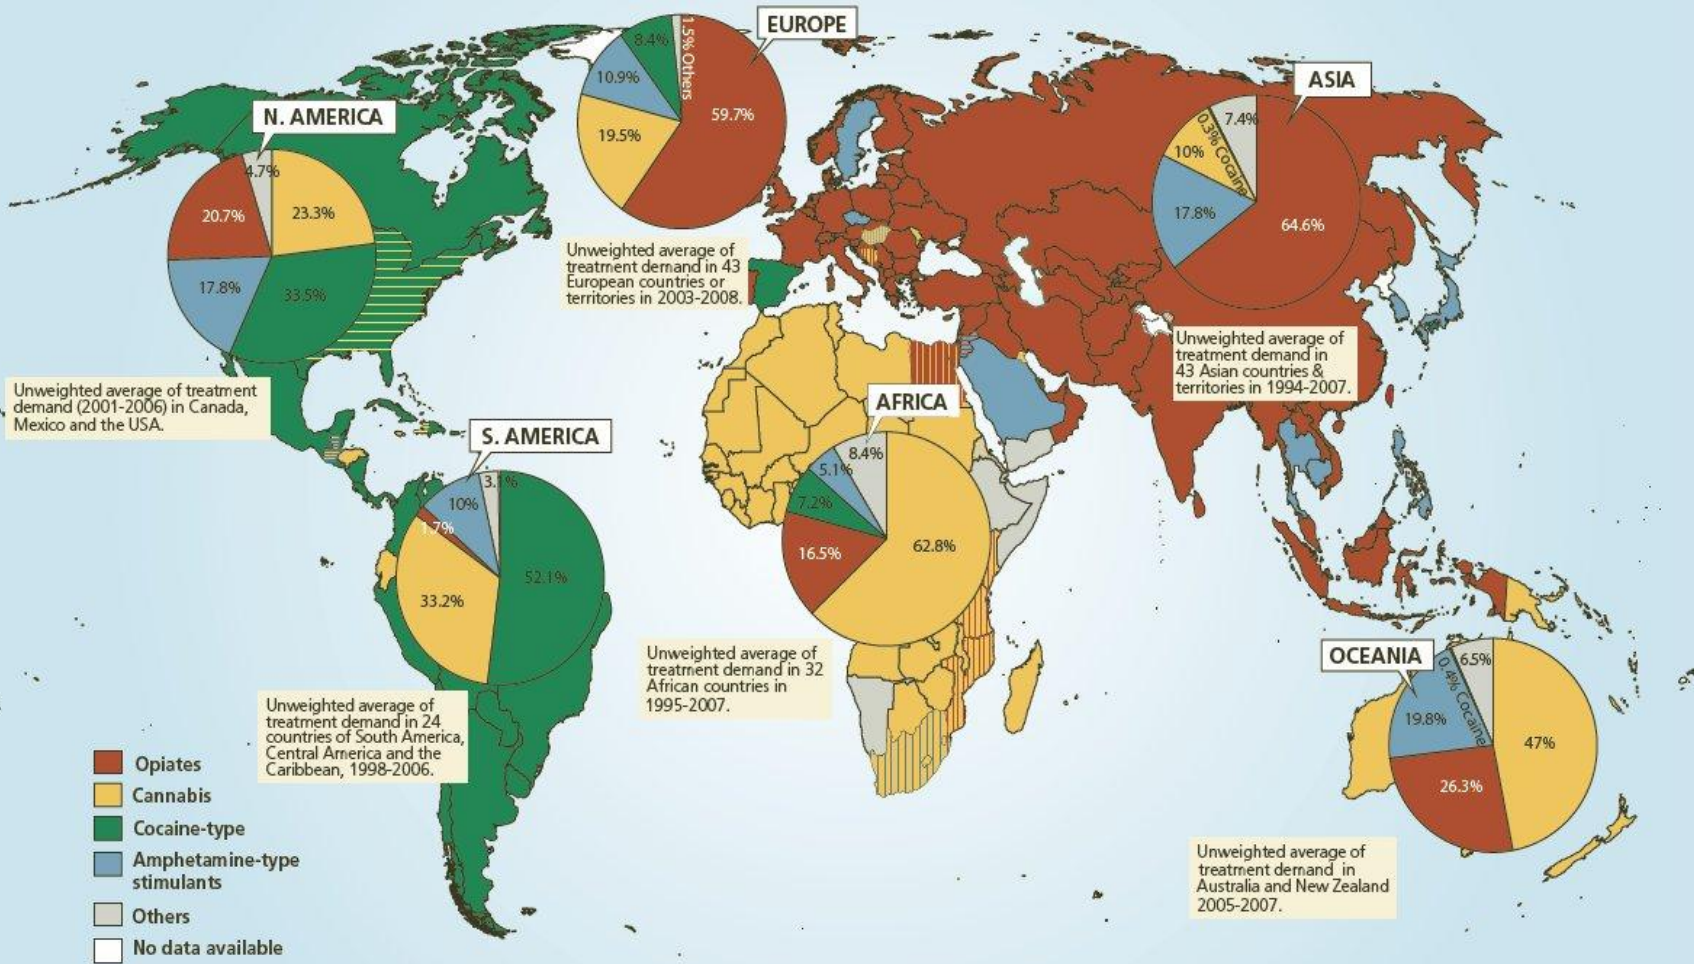 EUROPE
8.4%
1.5% Others
10.9%
59.7%
19.5%
Unweighted average of
treatment demand in 43
European countries or
territories in 2003-2008.
ASIA
7.4%
0.3% Cocaine
10%
17.8%
64.6%
Unweighted average of
treatment demand in
43 Asian countries &
territories in 1994-2007.
N. AMERICA
4.7%
20.7%
23.3%
17.8%
33.5%
Unweighted average of treatment
demand (2001-2006) in Canada,
Mexico and the USA.
S. AMERICA
3.1%
10%
1.7%
52.1%
33.2%
Unweighted average of
treatment demand in 24
countries of South America,
Central America and the
Caribbean, 1998-2006.
AFRICA
8.4%
5.1%
7.2%
16.5%
62.8%
Unweighted average of
treatment demand in 32
African countries in
1995-2007.
OCEANIA
6.5%
0.4% Cocaine
19.8%
47%
26.3%
Unweighted average of
treatment demand in
Australia and New Zealand
2005-2007.
Opiates
Cannabis
Cocaine-type
Amphetamine-type
stimulants
Others
No data available